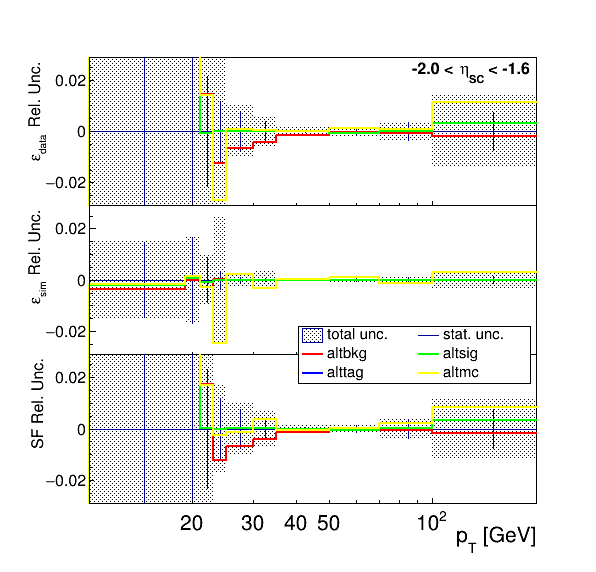 -2.0 < η_SC < -1.6
ε_data Rel. Unc.
0.02
0
−0.02
ε_sim Rel. Unc.
0.02
0
−0.02
total unc. stat. unc.
altbkg altsig
alttag altmc
SF Rel. Unc.
0.02
0
−0.02
20 30 40 50 10²
p_T [GeV]